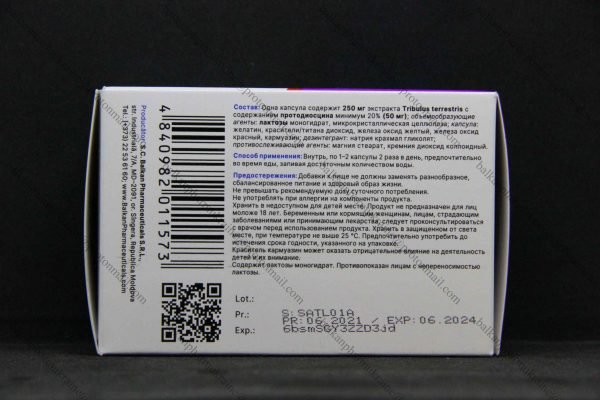 Состав: Одна капсула содержит 250 мг экстракта Tribulus terrestris с
содержанием протодиосцина минимум 20% (50 мг); объёмообразующие
агенты: лактозы моногидрат, микрокристаллическая целлюлоза; капсула:
желатин, красители/титана диоксид, железа оксид желтый, железа оксид
красный, кармуазин; дезинтегрант: натрия крахмал гликолят;
противослеживающие агенты: магния стеарат, кремния диоксид коллоидный.
Способ применения: Внутрь, по 1-2 капсулы 2 раза в день, предпочтительно
во время еды, запивая достаточным количеством воды.
Предостережения: Добавки к пище не должны заменять разнообразное,
сбалансированное питание и здоровый образ жизни.
Не превышать рекомендуемую дозу суточного потребления.
Не употреблять при аллергии на компоненты продукта.
Хранить в недоступном для детей месте. Продукт не предназначен для лиц
моложе 18 лет. Беременным или кормящим женщинам, лицам, страдающим
заболеваниями или принимающим лекарства, следует проконсультироваться
с врачом перед использованием продукта. Хранить в защищенном от света
месте, при температуре не выше 25 °C. Предпочтительно употребить до
истечения срока годности, указанного на упаковке.
Краситель кармуазин может оказать отрицательное влияние на деятельность
детей и их внимание.
Содержит лактозы моногидрат. Противопоказан лицам с непереносимостью
лактозы.
Lot.:
Pr.:
Exp.:
S: SATL01A
PR: 06.2021 / EXP: 06.2024
6bsmSGY3ZZD3jd
4 840982 011573
Producător: S.C. Balkan Pharmaceuticals S.R.L.,
str. Industrială, 7/A, MD-2091, or. Sîngera, Republica Moldova
Tel.: (+373) 22 53 61 60; www.BalkanPharmaceuticals.com